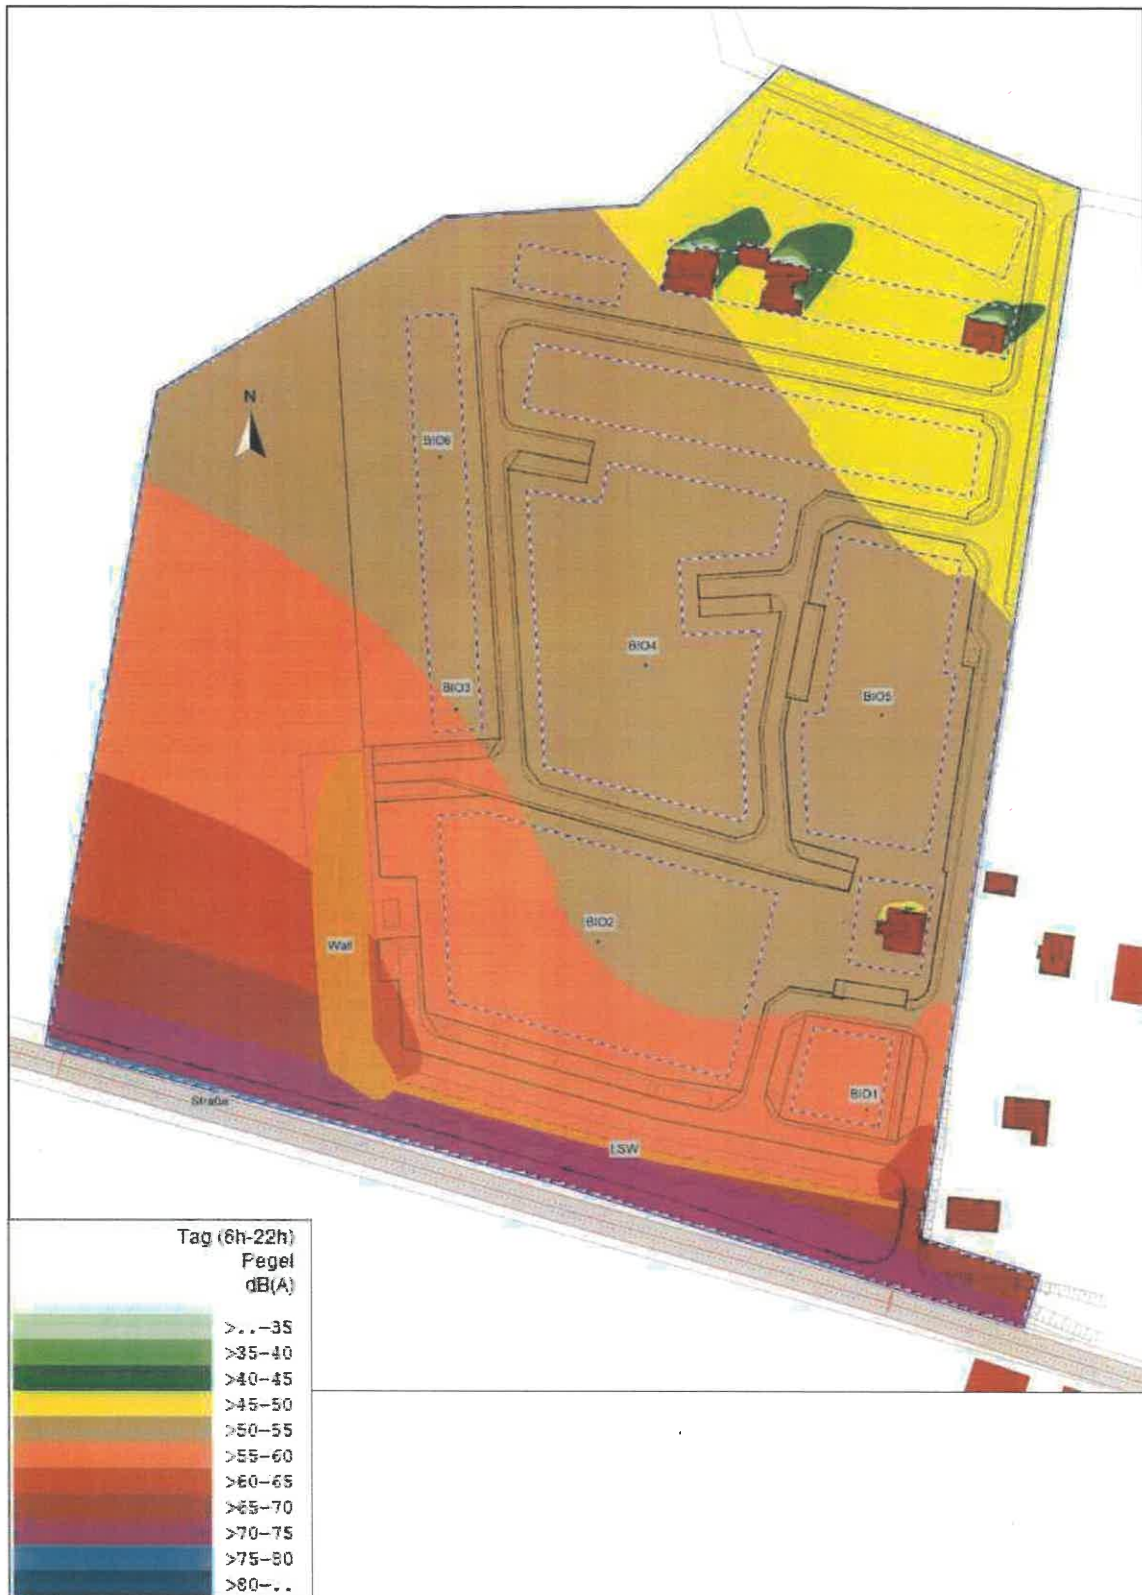 N
BIO6
BIO4
BIO3
BIO5
BIO2
Wall
BIO1
Straße
LSW
Tag (6h-22h)
Pegel
dB(A)
>..-35
>35-40
>40-45
>45-50
>50-55
>55-60
>60-65
>65-70
>70-75
>75-80
>80-..